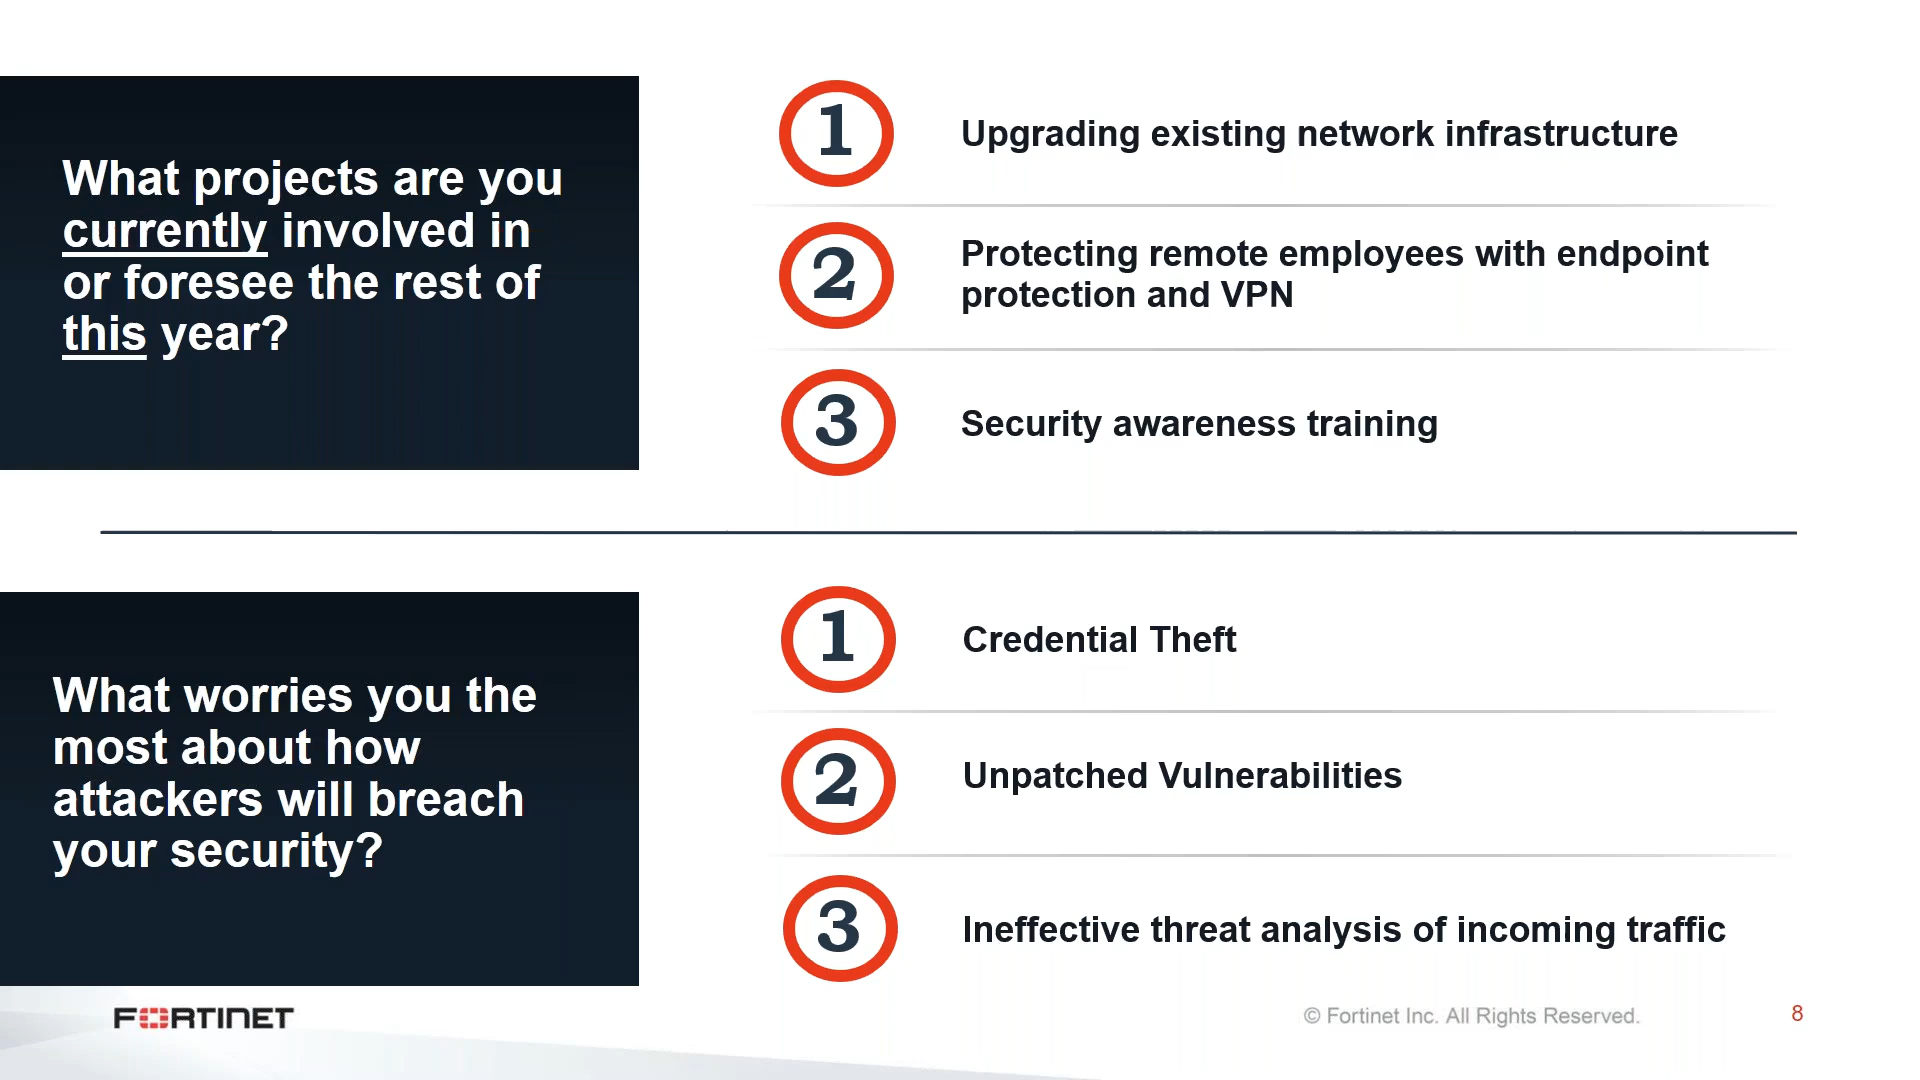 What projects are you
currently involved in
or foresee the rest of
this year?
1
Upgrading existing network infrastructure
2
Protecting remote employees with endpoint
protection and VPN
3
Security awareness training
What worries you the
most about how
attackers will breach
your security?
1
Credential Theft
2
Unpatched Vulnerabilities
3
Ineffective threat analysis of incoming traffic
FORTINET
© Fortinet Inc. All Rights Reserved.
8